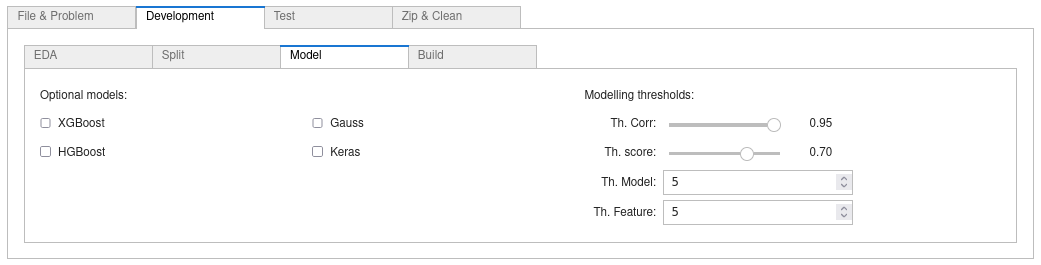 File & Problem
Development
Test
Zip & Clean
EDA
Split
Model
Build
Optional models:
XGBoost
Gauss
HGBoost
Keras
Modelling thresholds:
Th. Corr: 0.95
Th. score: 0.70
Th. Model: 5
Th. Feature: 5